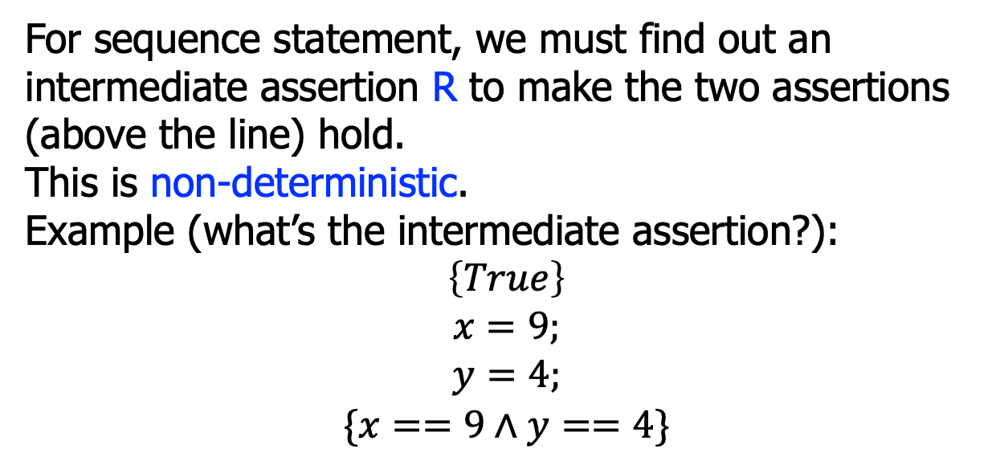 For sequence statement, we must find out an
intermediate assertion R to make the two assertions
(above the line) hold.
This is non-deterministic.
Example (what’s the intermediate assertion?):
{True}
x = 9;
y = 4;
{x == 9 ∧ y == 4}